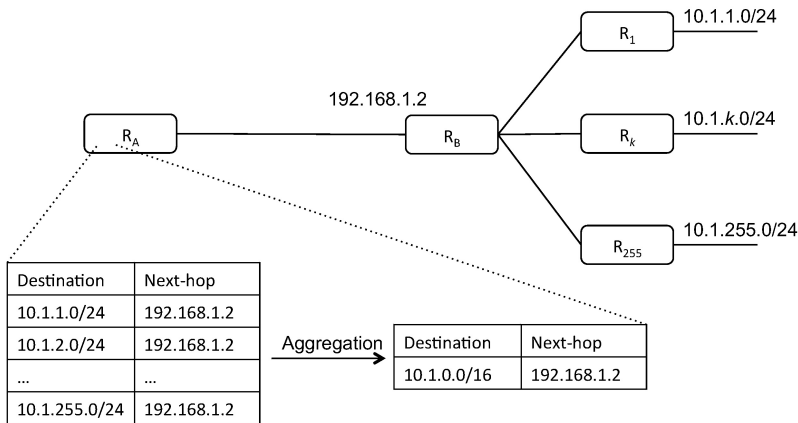 10.1.1.0/24
R1
192.168.1.2
10.1.k.0/24
RA
RB
Rk
10.1.255.0/24
R255
Destination Next-hop
10.1.1.0/24 192.168.1.2
10.1.2.0/24 192.168.1.2
... ...
10.1.255.0/24 192.168.1.2
Aggregation
Destination Next-hop
10.1.0.0/16 192.168.1.2